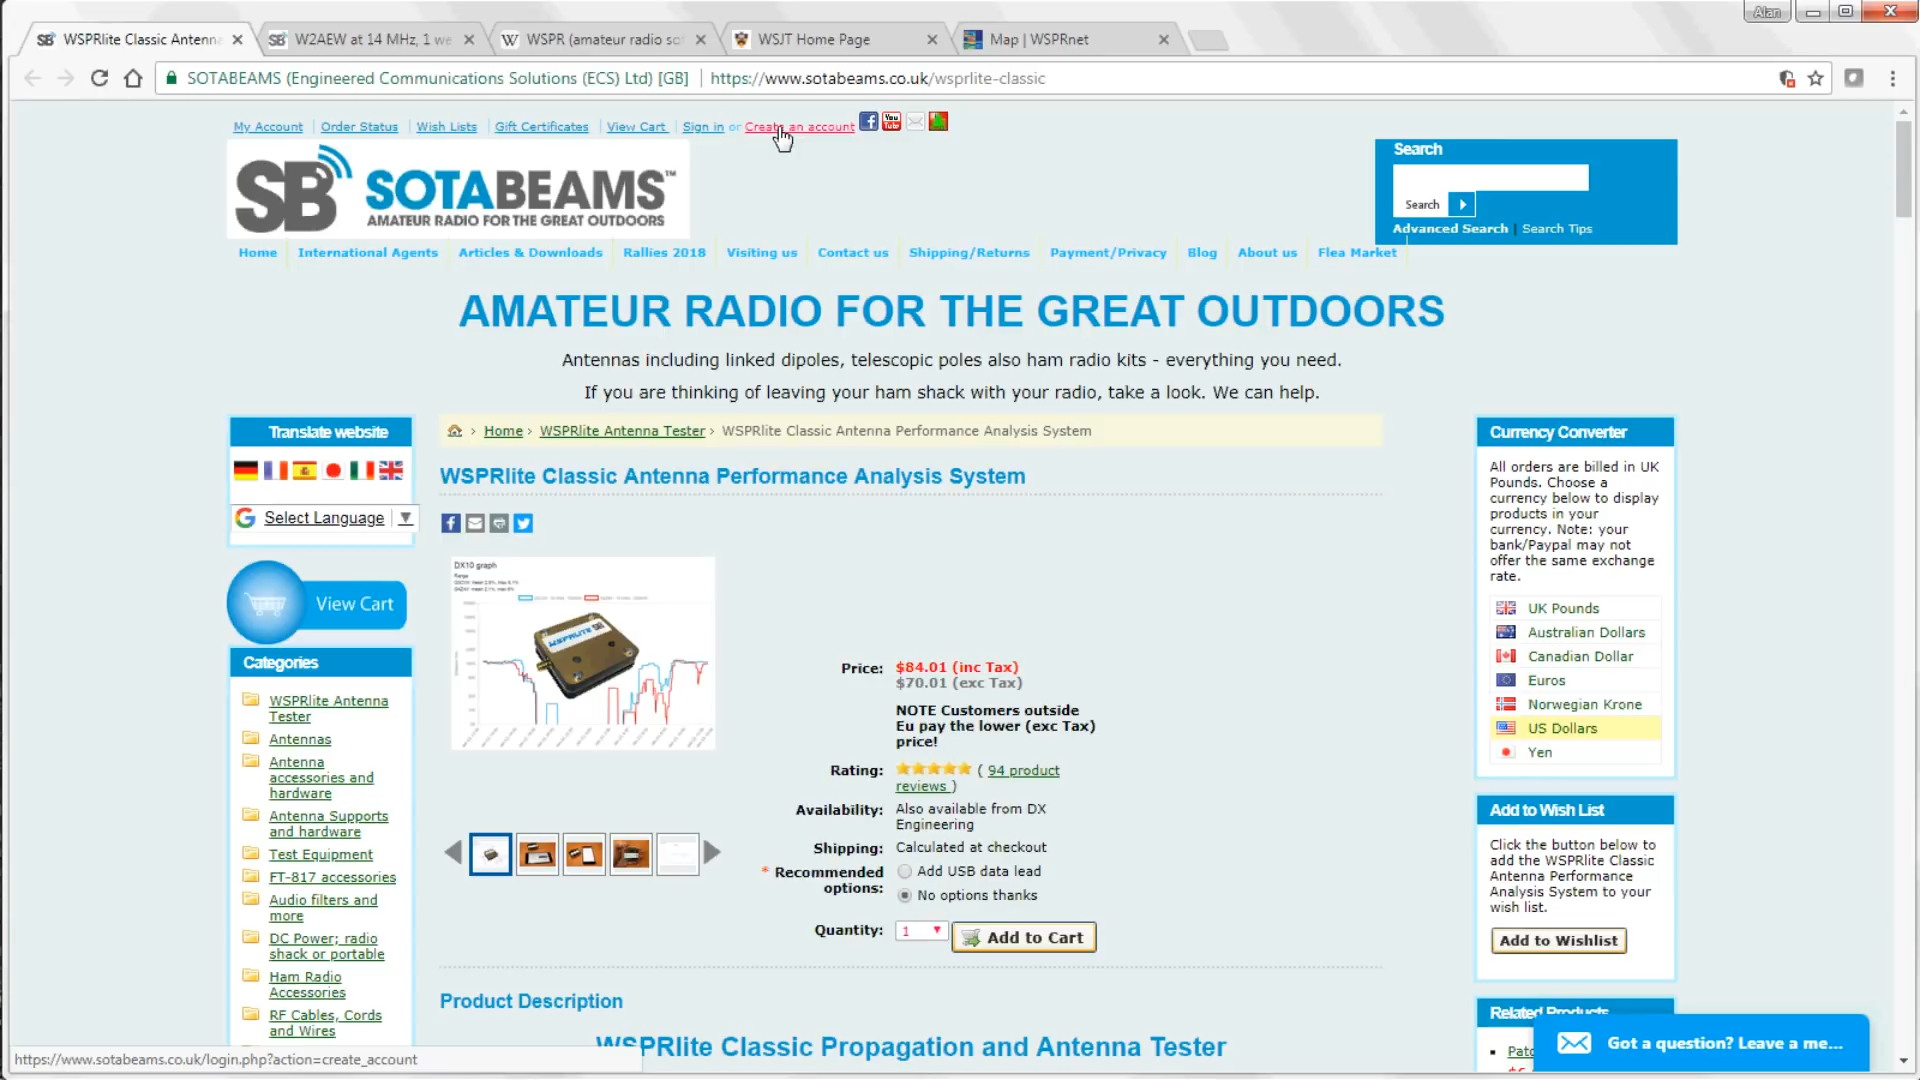 Alan
WSPRlite Classic Antenna
W2AEW at 14 MHz, 1 we
WSPR (amateur radio so
WSJT Home Page
Map | WSPRnet
SOTABEAMS (Engineered Communications Solutions (ECS) Ltd) [GB] | https://www.sotabeams.co.uk/wsprlite-classic
My Account | Order Status | Wish Lists | Gift Certificates | View Cart | Sign in or Create an account
SB SOTABEAMS™
AMATEUR RADIO FOR THE GREAT OUTDOORS
Search
Search
Advanced Search | Search Tips
Home International Agents Articles & Downloads Rallies 2018 Visiting us Contact us Shipping/Returns Payment/Privacy Blog About us Flea Market
AMATEUR RADIO FOR THE GREAT OUTDOORS
Antennas including linked dipoles, telescopic poles also ham radio kits - everything you need.
If you are thinking of leaving your ham shack with your radio, take a look. We can help.
Translate website
Select Language
View Cart
Categories
WSPRlite Antenna
Tester
Antennas
Antenna
accessories and
hardware
Antenna Supports
and hardware
Test Equipment
FT-817 accessories
Audio filters and
more
DC Power; radio
shack or portable
Ham Radio
Accessories
RF Cables, Cords
and Wires
Home › WSPRlite Antenna Tester › WSPRlite Classic Antenna Performance Analysis System
WSPRlite Classic Antenna Performance Analysis System
DX10 graph
Range
WSPRLITE SB
Price: $84.01 (inc Tax)
$70.01 (exc Tax)
NOTE Customers outside
Eu pay the lower (exc Tax)
price!
Rating: ( 94 product
reviews )
Availability: Also available from DX
Engineering
Shipping: Calculated at checkout
* Recommended
options:
Add USB data lead
No options thanks
Quantity: 1 Add to Cart
Product Description
WSPRlite Classic Propagation and Antenna Tester
Currency Converter
All orders are billed in UK
Pounds. Choose a
currency below to display
products in your
currency. Note: your
bank/Paypal may not
offer the same exchange
rate.
UK Pounds
Australian Dollars
Canadian Dollar
Euros
Norwegian Krone
US Dollars
Yen
Add to Wish List
Click the button below to
add the WSPRlite Classic
Antenna Performance
Analysis System to your
wish list.
Add to Wishlist
Related Products
Got a question? Leave a me...
https://www.sotabeams.co.uk/login.php?action=create_account